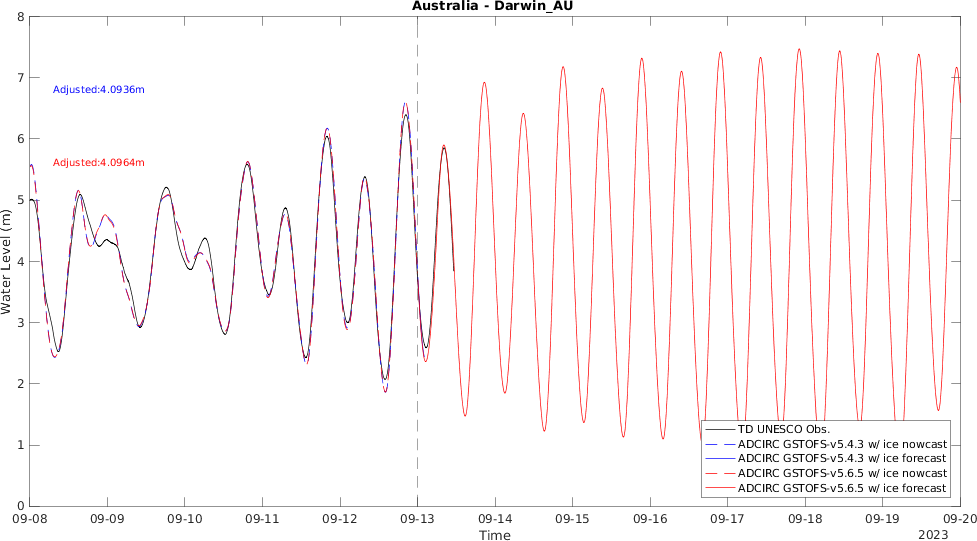 Australia - Darwin_AU
8
7
6
5
4
3
2
1
0
Water Level (m)
Adjusted:4.0936m
Adjusted:4.0964m
TD UNESCO Obs.
ADCIRC GSTOFS-v5.4.3 w/ ice nowcast
ADCIRC GSTOFS-v5.4.3 w/ ice forecast
ADCIRC GSTOFS-v5.6.5 w/ ice nowcast
ADCIRC GSTOFS-v5.6.5 w/ ice forecast
09-08 09-09 09-10 09-11 09-12 09-13 09-14 09-15 09-16 09-17 09-18 09-19 09-20
Time
2023